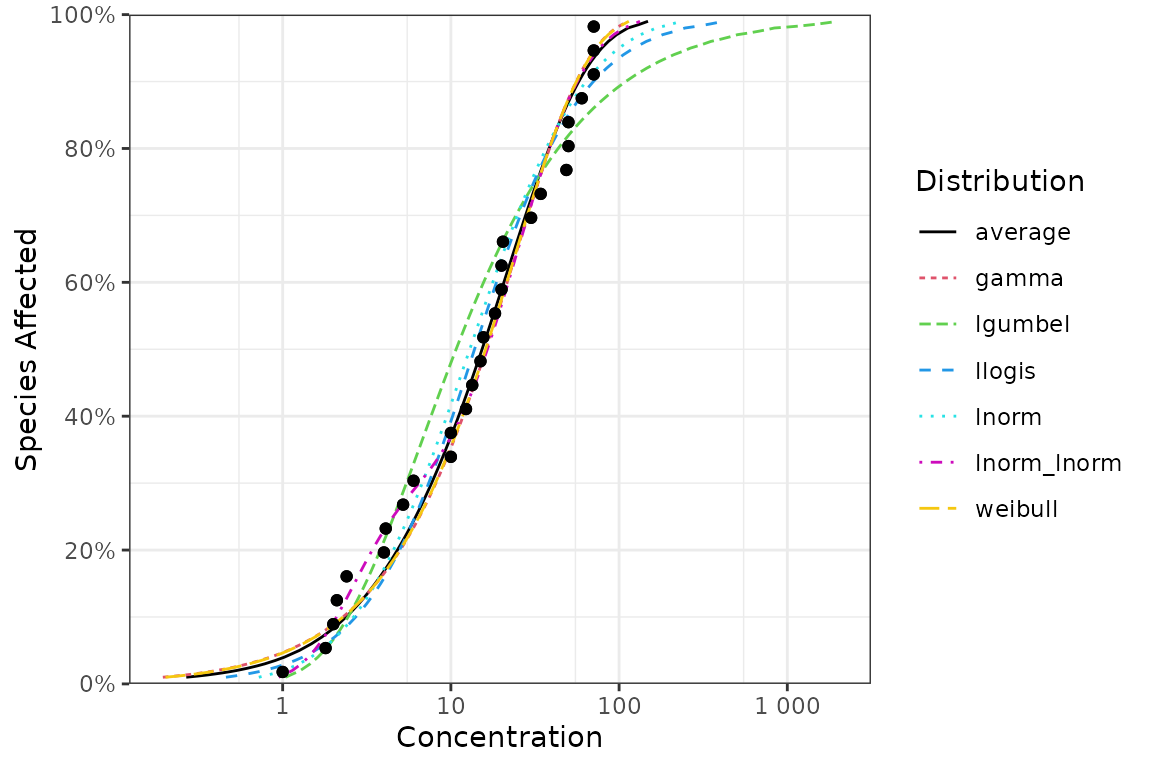 100%
80%
60%
40%
20%
0%
Species Affected
1
10
100
1 000
Concentration
Distribution
average
gamma
lgumbel
llogis
lnorm
lnorm_lnorm
weibull